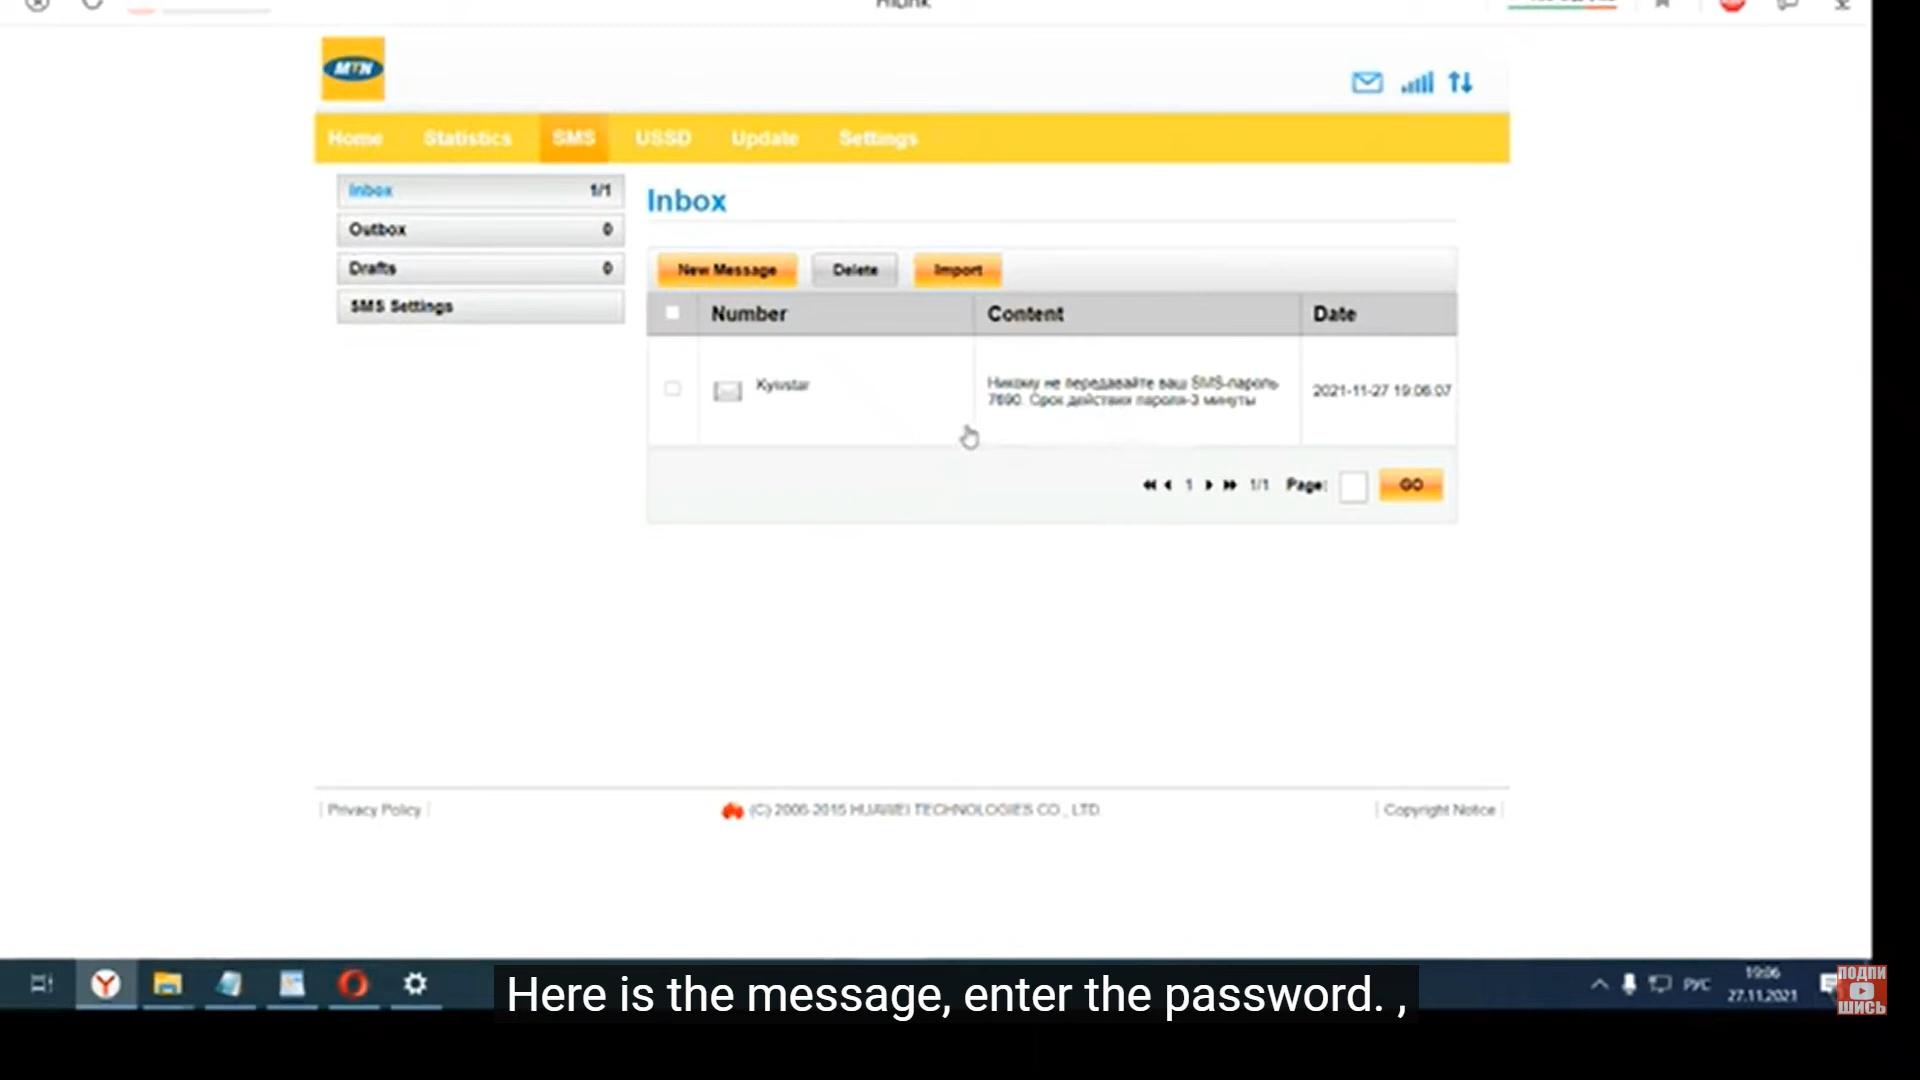 HiLink
MTN
Home Statistics SMS USSD Update Settings
Inbox 1/1
Outbox 0
Drafts 0
SMS Settings
Inbox
New Message Delete Import
Number Content Date
Kyivstar
Никому не передавайте ваш SMS-пароль
7690. Срок действия пароля-3 минуты
2021-11-27 19:06:07
1 1/1 Page: GO
Privacy Policy
(C) 2006-2015 HUAWEI TECHNOLOGIES CO., LTD
Copyright Notice
Here is the message, enter the password. ,
РУС
19:06
27.11.2021
ПОДПИ
ШИСЬ